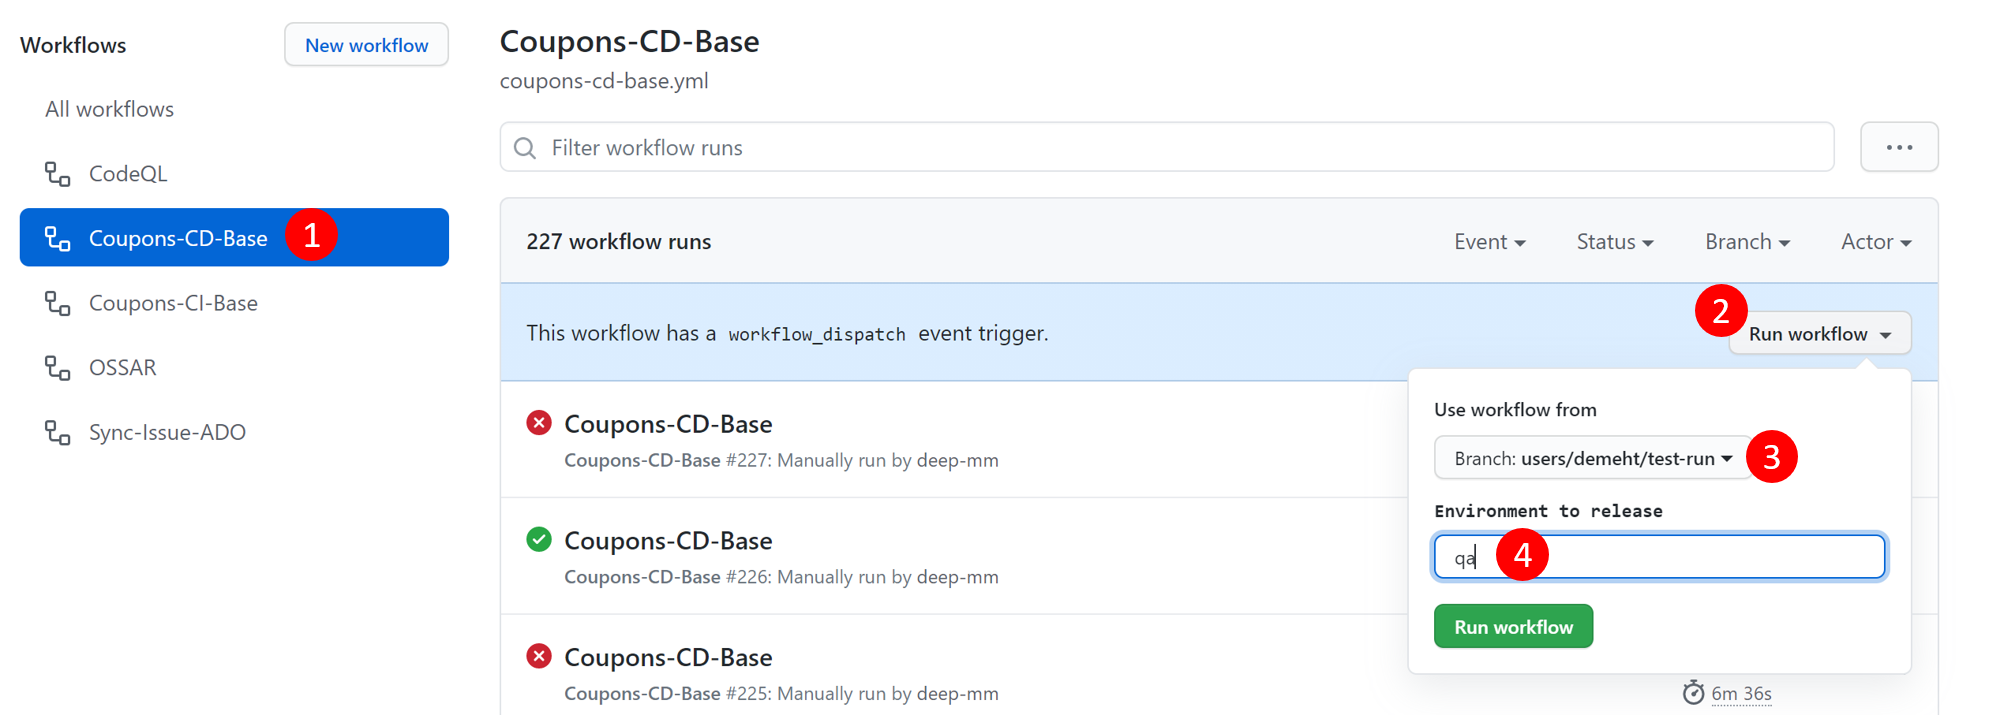 Workflows
New workflow
All workflows
CodeQL
Coupons-CD-Base 1
Coupons-CI-Base
OSSAR
Sync-Issue-ADO
Coupons-CD-Base
coupons-cd-base.yml
Filter workflow runs
...
227 workflow runs
Event
Status
Branch
Actor
This workflow has a workflow_dispatch event trigger.
2
Run workflow
Use workflow from
Branch: users/demeht/test-run
3
Environment to release
qa
4
Run workflow
Coupons-CD-Base
Coupons-CD-Base #227: Manually run by deep-mm
Coupons-CD-Base
Coupons-CD-Base #226: Manually run by deep-mm
Coupons-CD-Base
Coupons-CD-Base #225: Manually run by deep-mm
6m 36s